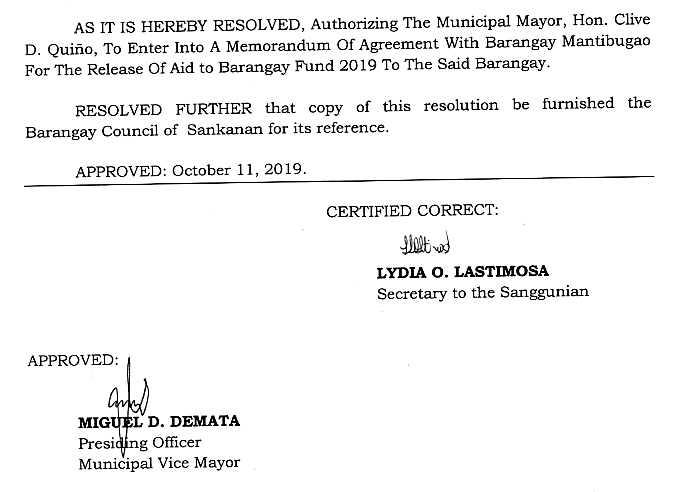 AS IT IS HEREBY RESOLVED, Authorizing The Municipal Mayor, Hon. Clive
D. Quiño, To Enter Into A Memorandum Of Agreement With Barangay Mantibugao
For The Release Of Aid to Barangay Fund 2019 To The Said Barangay.
RESOLVED FURTHER that copy of this resolution be furnished the
Barangay Council of Sankanan for its reference.
APPROVED: October 11, 2019.
CERTIFIED CORRECT:
LYDIA O. LASTIMOSA
Secretary to the Sanggunian
APPROVED:
MIGUEL D. DEMATA
Presiding Officer
Municipal Vice Mayor